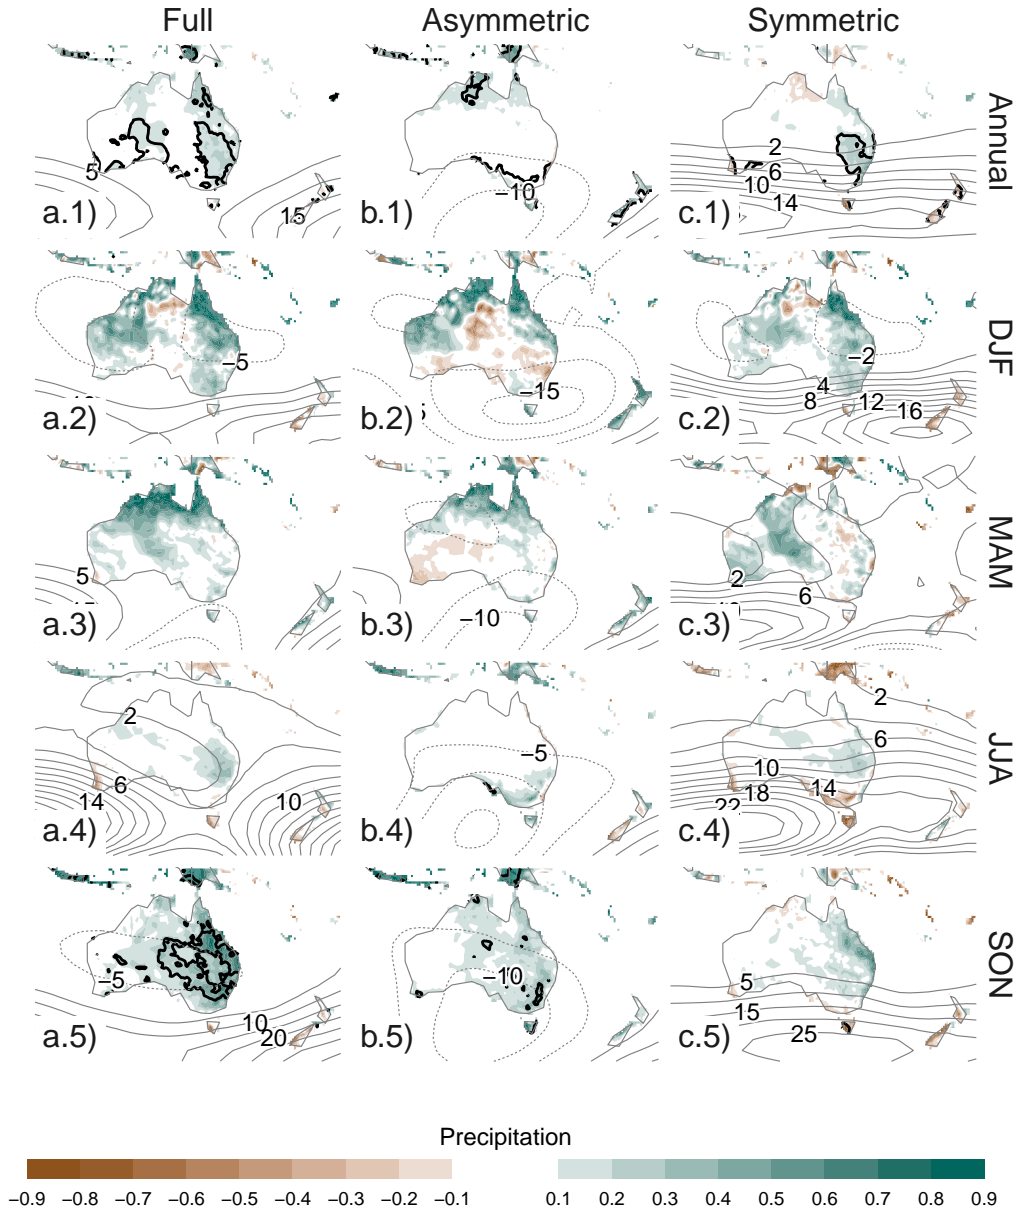 Full Asymmetric Symmetric
Annual
5
15
a.1)
−10
b.1)
2
6
10
14
c.1)
DJF
−5
a.2)
−15
b.2)
−2
4
8
12
16
c.2)
MAM
5
a.3)
−10
b.3)
2
6
c.3)
JJA
2
6
14
10
a.4)
−5
b.4)
2
6
10
14
18
22
c.4)
SON
−5
10
20
a.5)
−10
b.5)
5
15
25
c.5)
Precipitation
−0.9 −0.8 −0.7 −0.6 −0.5 −0.4 −0.3 −0.2 −0.1 0.1 0.2 0.3 0.4 0.5 0.6 0.7 0.8 0.9